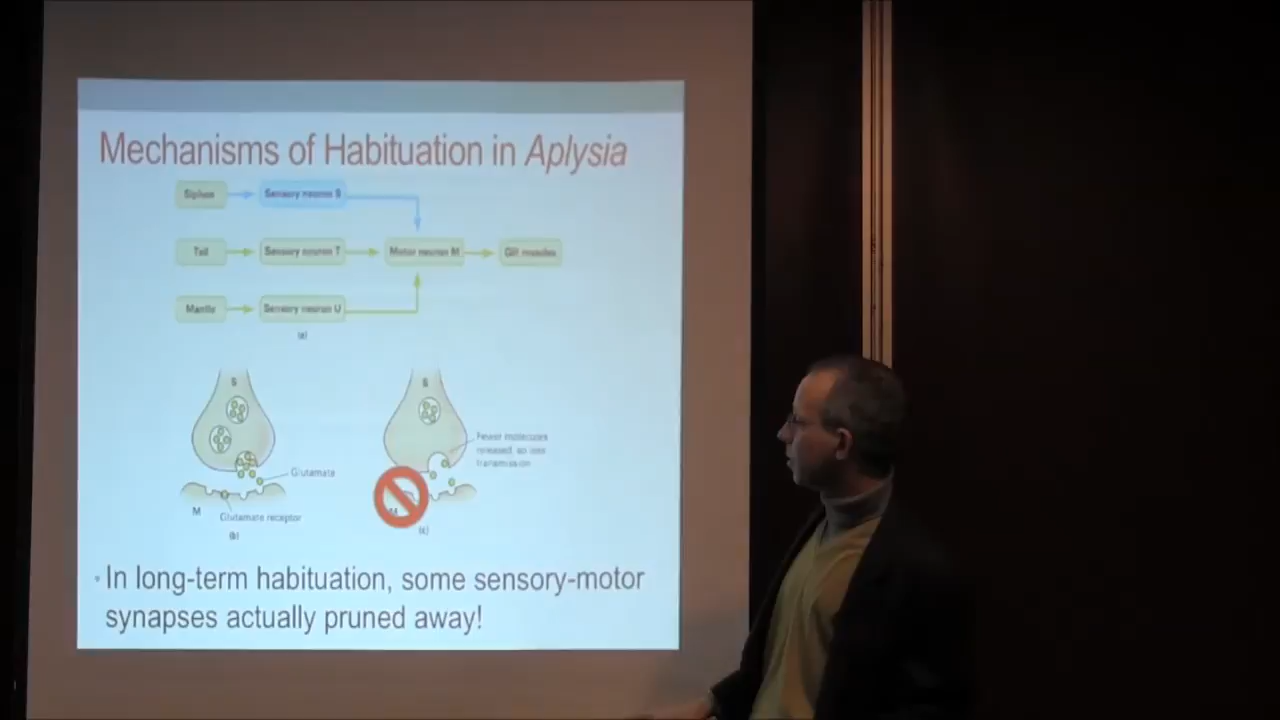 Mechanisms of Habituation in Aplysia
Siphon
Sensory neuron S
Tail
Sensory neuron T
Motor neuron M
Gill muscles
Mantle
Sensory neuron U
(a)
S
S
Fewer molecules
released, so less
transmission
Glutamate
M
Glutamate receptor
M
(b)
(c)
• In long-term habituation, some sensory-motor
synapses actually pruned away!